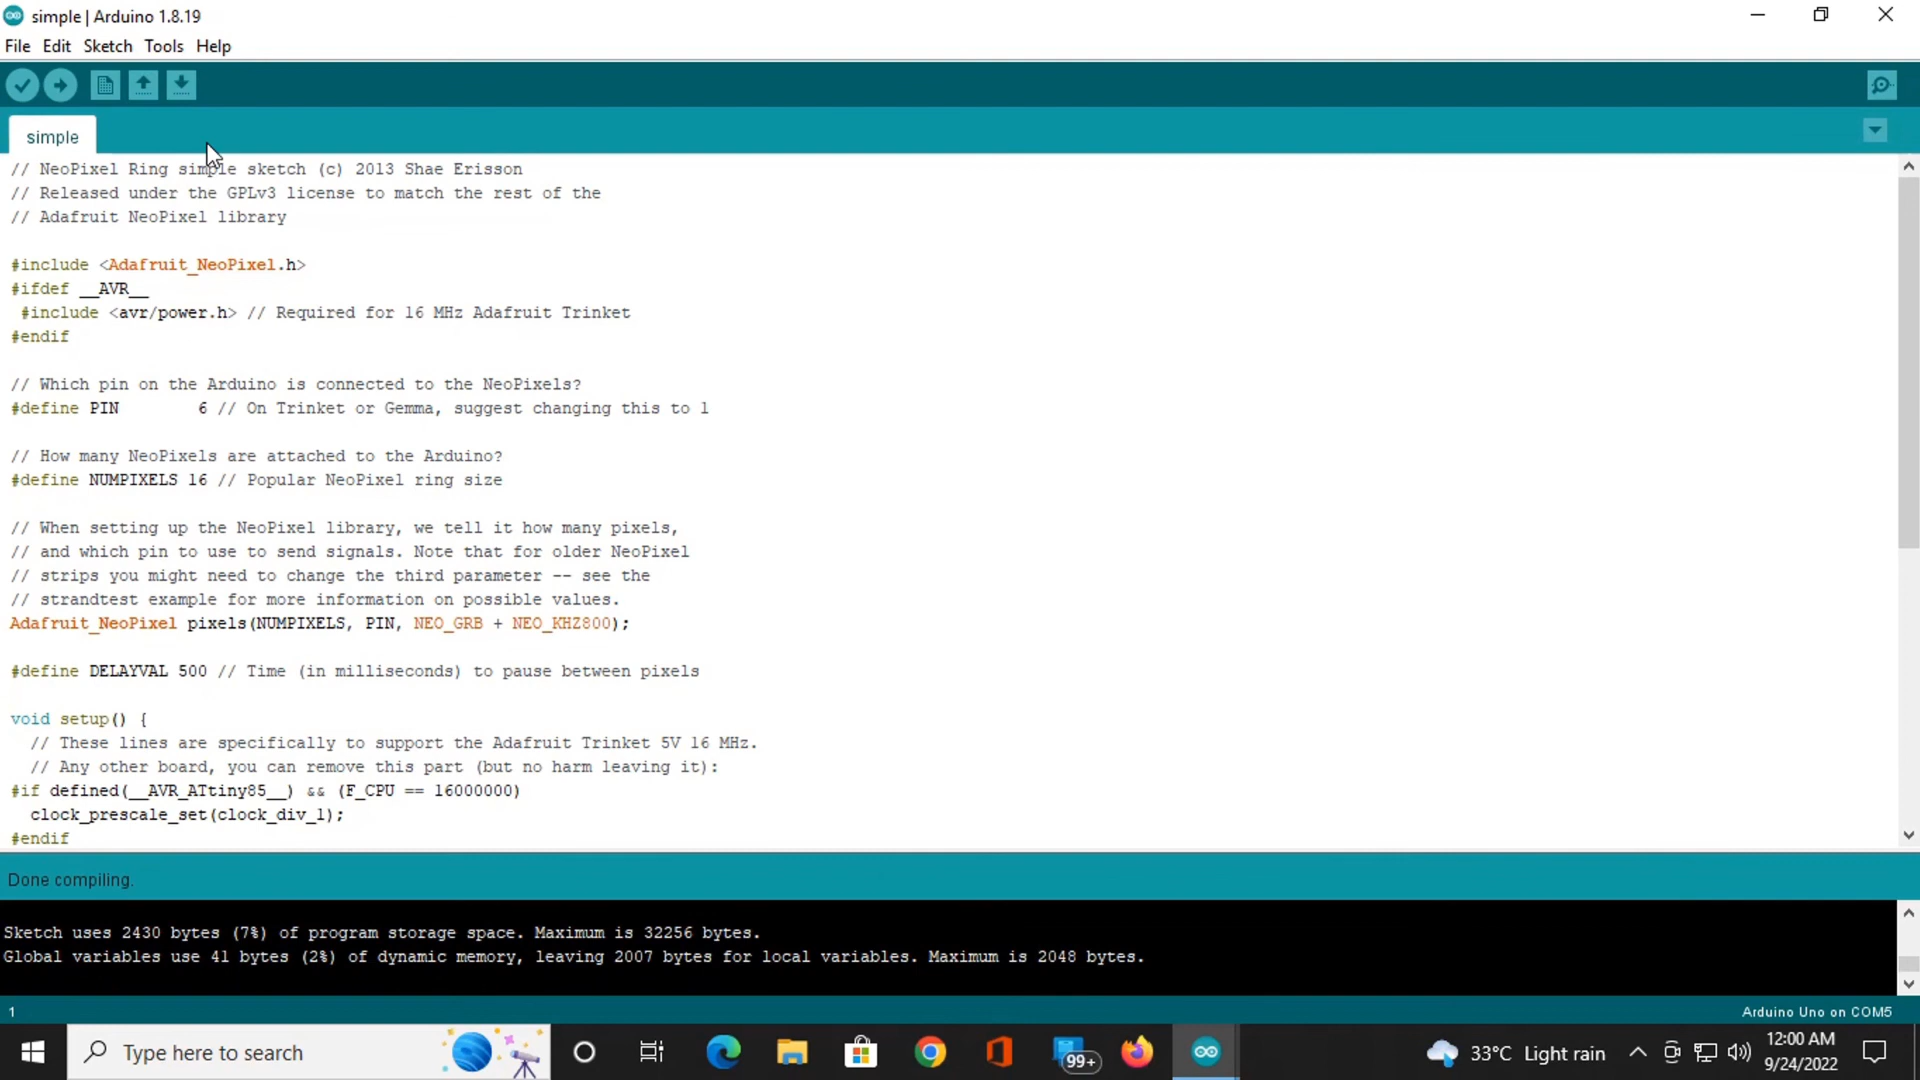 simple | Arduino 1.8.19
File Edit Sketch Tools Help
simple
// NeoPixel Ring simple sketch (c) 2013 Shae Erisson
// Released under the GPLv3 license to match the rest of the
// Adafruit NeoPixel library
#include <Adafruit_NeoPixel.h>
#ifdef __AVR__
#include <avr/power.h> // Required for 16 MHz Adafruit Trinket
#endif
// Which pin on the Arduino is connected to the NeoPixels?
#define PIN 6 // On Trinket or Gemma, suggest changing this to 1
// How many NeoPixels are attached to the Arduino?
#define NUMPIXELS 16 // Popular NeoPixel ring size
// When setting up the NeoPixel library, we tell it how many pixels,
// and which pin to use to send signals. Note that for older NeoPixel
// strips you might need to change the third parameter -- see the
// strandtest example for more information on possible values.
Adafruit_NeoPixel pixels(NUMPIXELS, PIN, NEO_GRB + NEO_KHZ800);
#define DELAYVAL 500 // Time (in milliseconds) to pause between pixels
void setup() {
// These lines are specifically to support the Adafruit Trinket 5V 16 MHz.
// Any other board, you can remove this part (but no harm leaving it):
#if defined(__AVR_ATtiny85__) && (F_CPU == 16000000)
clock_prescale_set(clock_div_1);
#endif
Done compiling.
Sketch uses 2430 bytes (7%) of program storage space. Maximum is 32256 bytes.
Global variables use 41 bytes (2%) of dynamic memory, leaving 2007 bytes for local variables. Maximum is 2048 bytes.
1 Arduino Uno on COM5
Type here to search 99+ 33°C Light rain 12:00 AM
9/24/2022